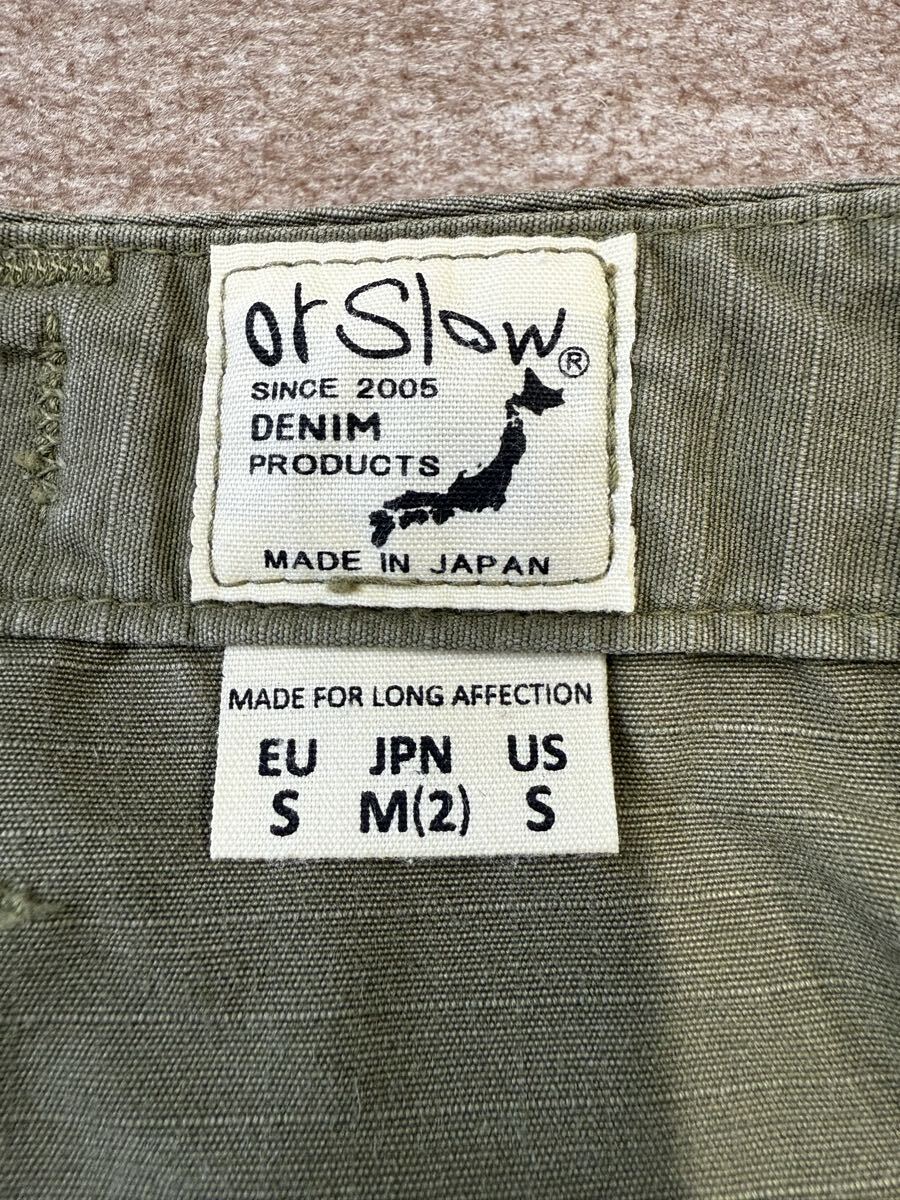 orSlow®
SINCE 2005
DENIM
PRODUCTS
MADE IN JAPAN
MADE FOR LONG AFFECTION
EU JPN US
S M(2) S